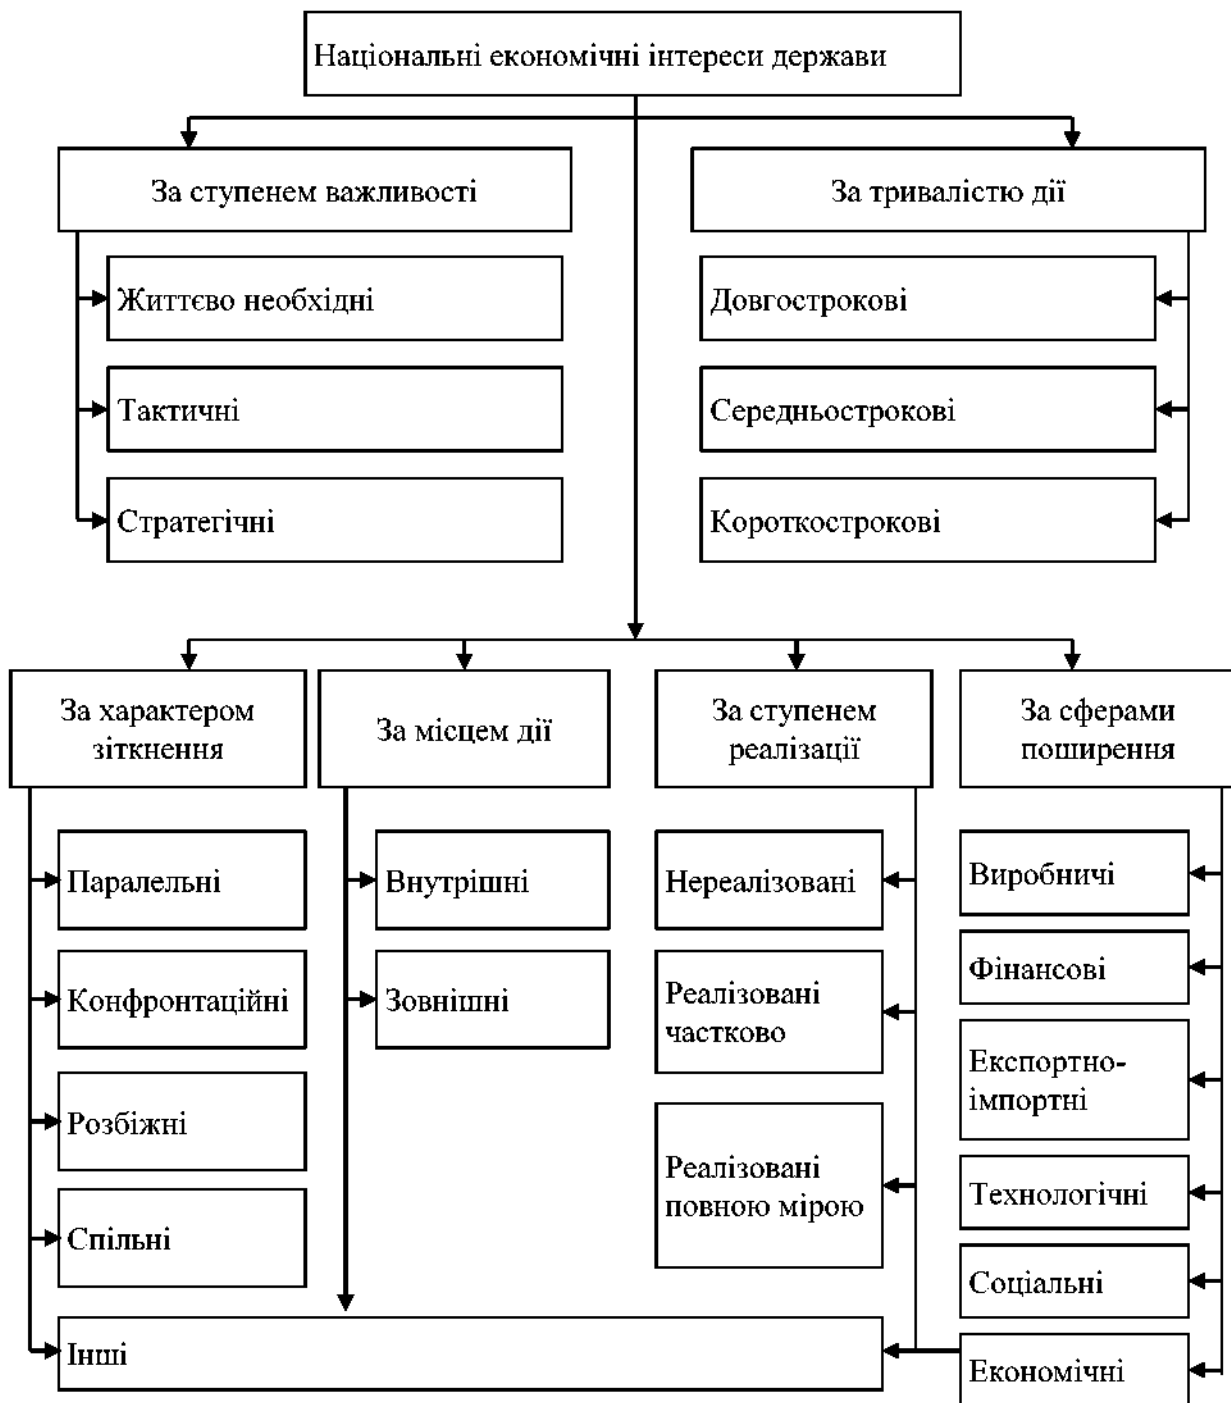 Національні економічні інтереси держави
За ступенем важливості
Життєво необхідні
Тактичні
Стратегічні
За тривалістю дії
Довгострокові
Середньострокові
Короткострокові
За характером
зіткнення
Паралельні
Конфронтаційні
Розбіжні
Спільні
За місцем дії
Внутрішні
Зовнішні
За ступенем
реалізації
Нереалізовані
Реалізовані
частково
Реалізовані
повною мірою
За сферами
поширення
Виробничі
Фінансові
Експортно-
імпортні
Технологічні
Соціальні
Економічні
Інші